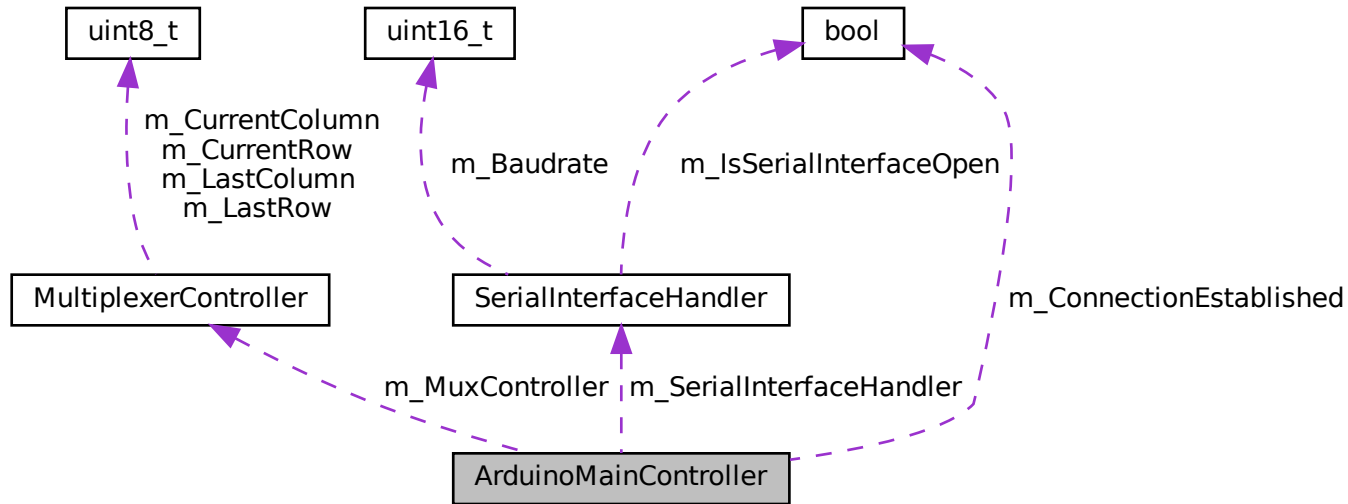 uint8_t
uint16_t
bool
m_CurrentColumn
m_CurrentRow
m_LastColumn
m_LastRow
m_Baudrate
m_IsSerialInterfaceOpen
MultiplexerController
SerialInterfaceHandler
m_ConnectionEstablished
m_MuxController
m_SerialInterfaceHandler
ArduinoMainController